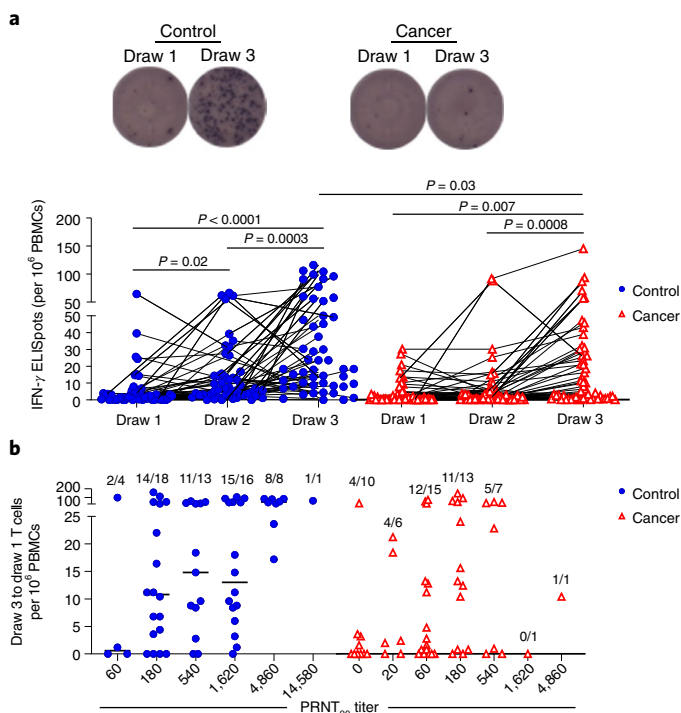 a
Control
Cancer
Draw 1 Draw 3
Draw 1 Draw 3
P = 0.03
P = 0.007
P < 0.0001
P = 0.0008
P = 0.0003
P = 0.02
IFN-γ ELISpots (per 10⁶ PBMCs)
200
150
100
50
50
40
30
20
10
0
Draw 1 Draw 2 Draw 3 Draw 1 Draw 2 Draw 3
Control
Cancer
b
Draw 3 to draw 1 T cells
per 10⁶ PBMCs
200
100
25
20
15
10
5
0
2/4 14/18 11/13 15/16 8/8 1/1
4/10 4/6 12/15 11/13 5/7 0/1 1/1
Control
Cancer
60 180 540 1,620 4,860 14,580
0 20 60 180 540 1,620 4,860
titer